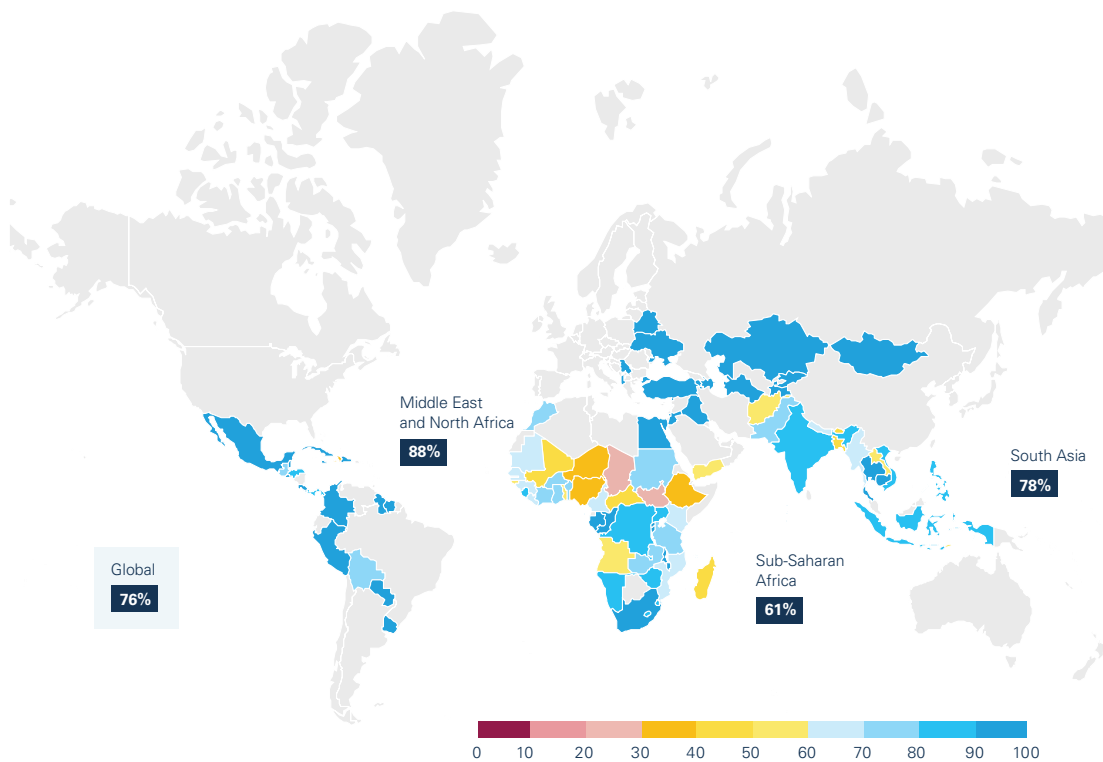 Middle East
and North Africa
88%
South Asia
78%
Sub-Saharan
Africa
61%
Global
76%
0 10 20 30 40 50 60 70 80 90 100